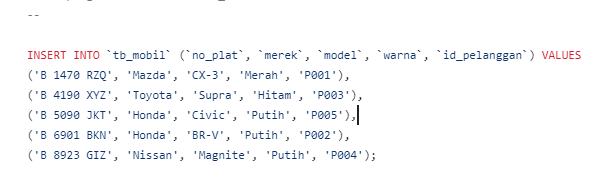 --
INSERT INTO `tb_mobil` (`no_plat`, `merek`, `model`, `warna`, `id_pelanggan`) VALUES
('B 1470 RZQ', 'Mazda', 'CX-3', 'Merah', 'P001'),
('B 4190 XYZ', 'Toyota', 'Supra', 'Hitam', 'P003'),
('B 5090 JKT', 'Honda', 'Civic', 'Putih', 'P005'),
('B 6901 BKN', 'Honda', 'BR-V', 'Putih', 'P002'),
('B 8923 GIZ', 'Nissan', 'Magnite', 'Putih', 'P004');